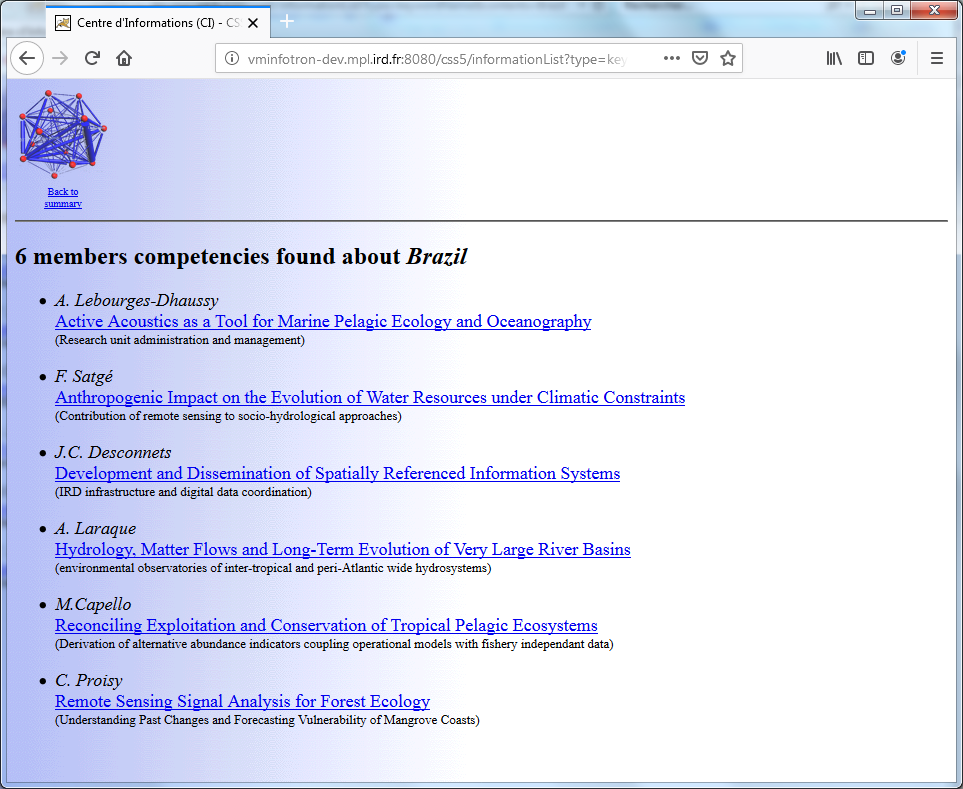 Centre d'Informations (CI) - CS
vminfotron-dev.mpl.ird.fr:8080/css5/informationList?type=key
Back to
summary
6 members competencies found about Brazil
A. Lebourges-Dhaussy
Active Acoustics as a Tool for Marine Pelagic Ecology and Oceanography
(Research unit administration and management)
F. Satgé
Anthropogenic Impact on the Evolution of Water Resources under Climatic Constraints
(Contribution of remote sensing to socio-hydrological approaches)
J.C. Desconnets
Development and Dissemination of Spatially Referenced Information Systems
(IRD infrastructure and digital data coordination)
A. Laraque
Hydrology, Matter Flows and Long-Term Evolution of Very Large River Basins
(environmental observatories of inter-tropical and peri-Atlantic wide hydrosystems)
M.Capello
Reconciling Exploitation and Conservation of Tropical Pelagic Ecosystems
(Derivation of alternative abundance indicators coupling operational models with fishery independant data)
C. Proisy
Remote Sensing Signal Analysis for Forest Ecology
(Understanding Past Changes and Forecasting Vulnerability of Mangrove Coasts)